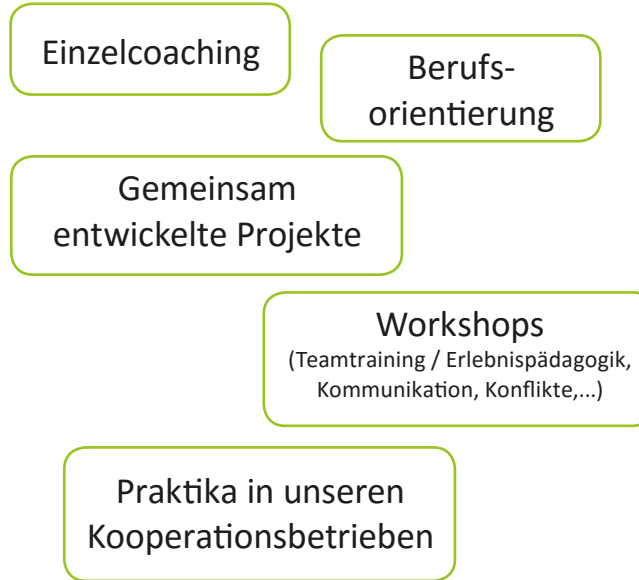 Einzelcoaching
Berufs-
orientierung
Gemeinsam
entwickelte Projekte
Workshops
(Teamtraining / Erlebnispädagogik,
Kommunikation, Konflikte,...)
Praktika in unseren
Kooperationsbetrieben